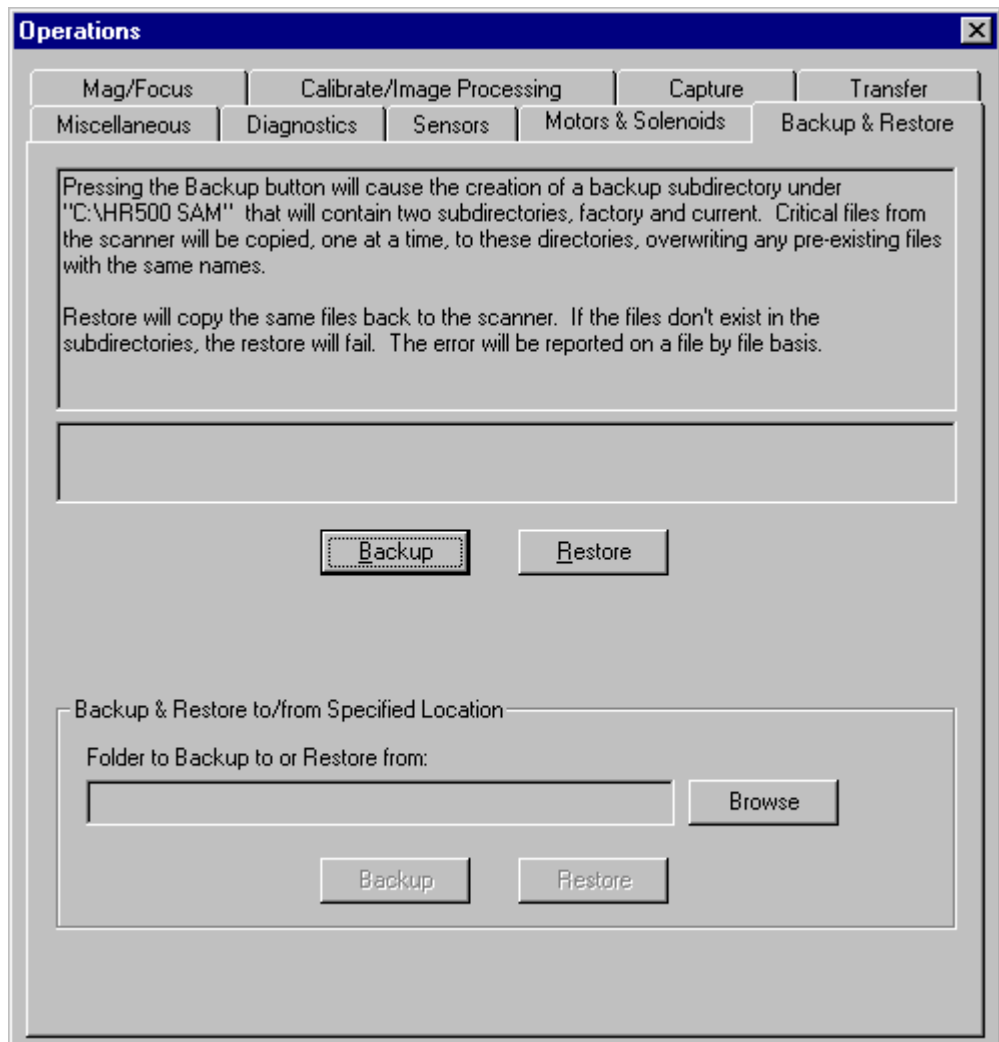 Operations
Mag/Focus Calibrate/Image Processing Capture Transfer
Miscellaneous Diagnostics Sensors Motors & Solenoids Backup & Restore
Pressing the Backup button will cause the creation of a backup subdirectory under
"C:\HR500 SAM" that will contain two subdirectories, factory and current. Critical files from
the scanner will be copied, one at a time, to these directories, overwriting any pre-existing files
with the same names.
Restore will copy the same files back to the scanner. If the files don't exist in the
subdirectories, the restore will fail. The error will be reported on a file by file basis.
Backup Restore
Backup & Restore to/from Specified Location
Folder to Backup to or Restore from:
Browse
Backup Restore